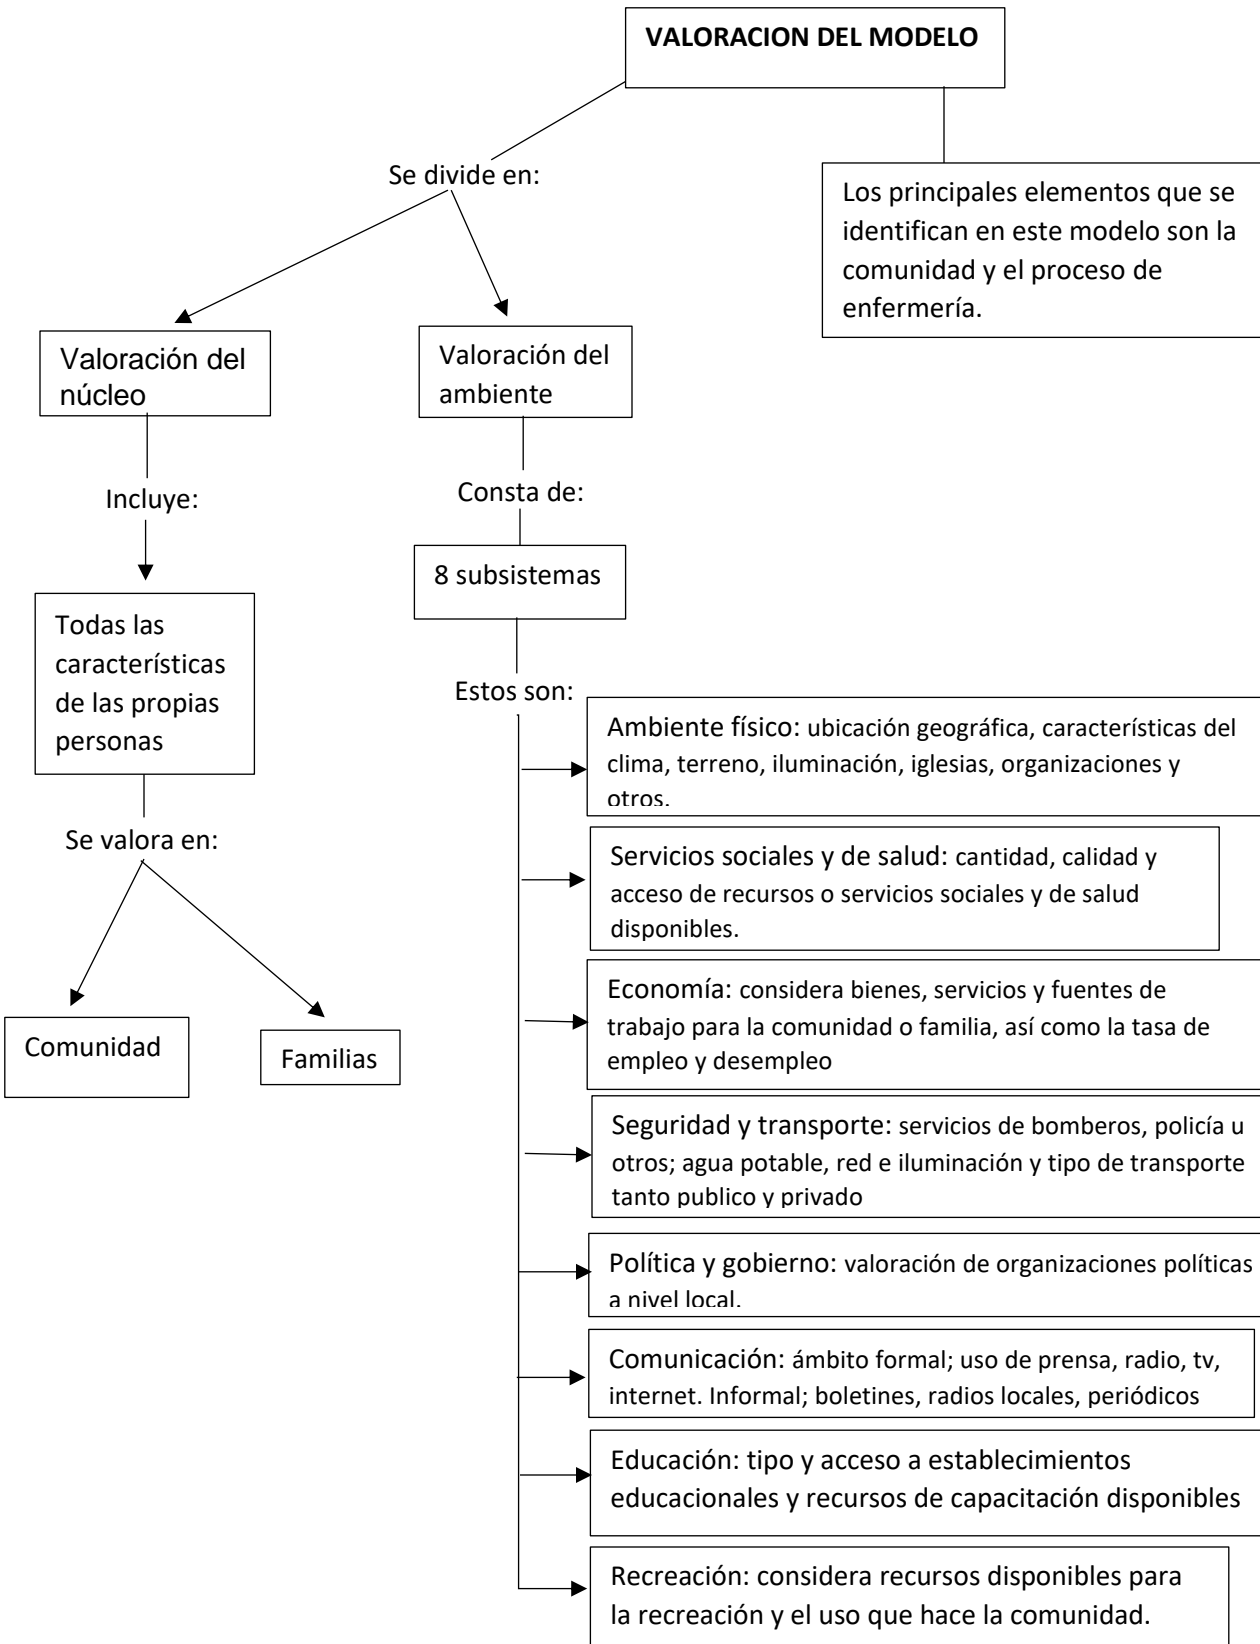 VALORACION DEL MODELO
Se divide en:
Los principales elementos que se
identifican en este modelo son la
comunidad y el proceso de
enfermería.
Valoración del
núcleo
Valoración del
ambiente
Incluye:
Consta de:
Todas las
características
de las propias
personas
8 subsistemas
Se valora en:
Comunidad
Familias
Estos son:
Ambiente físico: ubicación geográfica, características del
clima, terreno, iluminación, iglesias, organizaciones y
otros.
Servicios sociales y de salud: cantidad, calidad y
acceso de recursos o servicios sociales y de salud
disponibles.
Economía: considera bienes, servicios y fuentes de
trabajo para la comunidad o familia, así como la tasa de
empleo y desempleo
Seguridad y transporte: servicios de bomberos, policía u
otros; agua potable, red e iluminación y tipo de transporte
tanto publico y privado
Política y gobierno: valoración de organizaciones políticas
a nivel local.
Comunicación: ámbito formal; uso de prensa, radio, tv,
internet. Informal; boletines, radios locales, periódicos
Educación: tipo y acceso a establecimientos
educacionales y recursos de capacitación disponibles
Recreación: considera recursos disponibles para
la recreación y el uso que hace la comunidad.